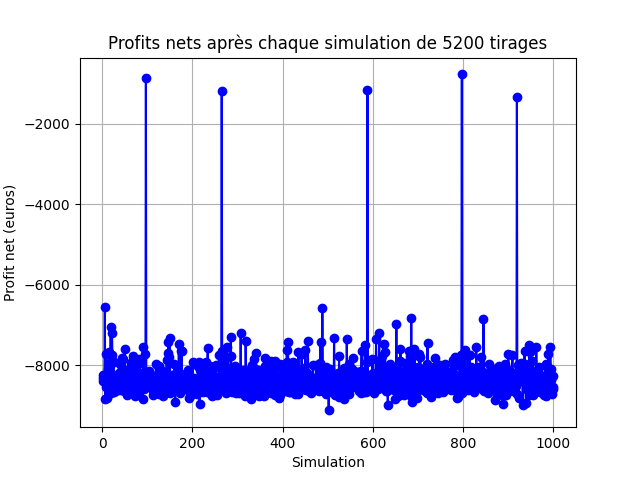 Profits nets après chaque simulation de 5200 tirages
Profit net (euros)
−2000
−4000
−6000
−8000
0 200 400 600 800 1000
Simulation